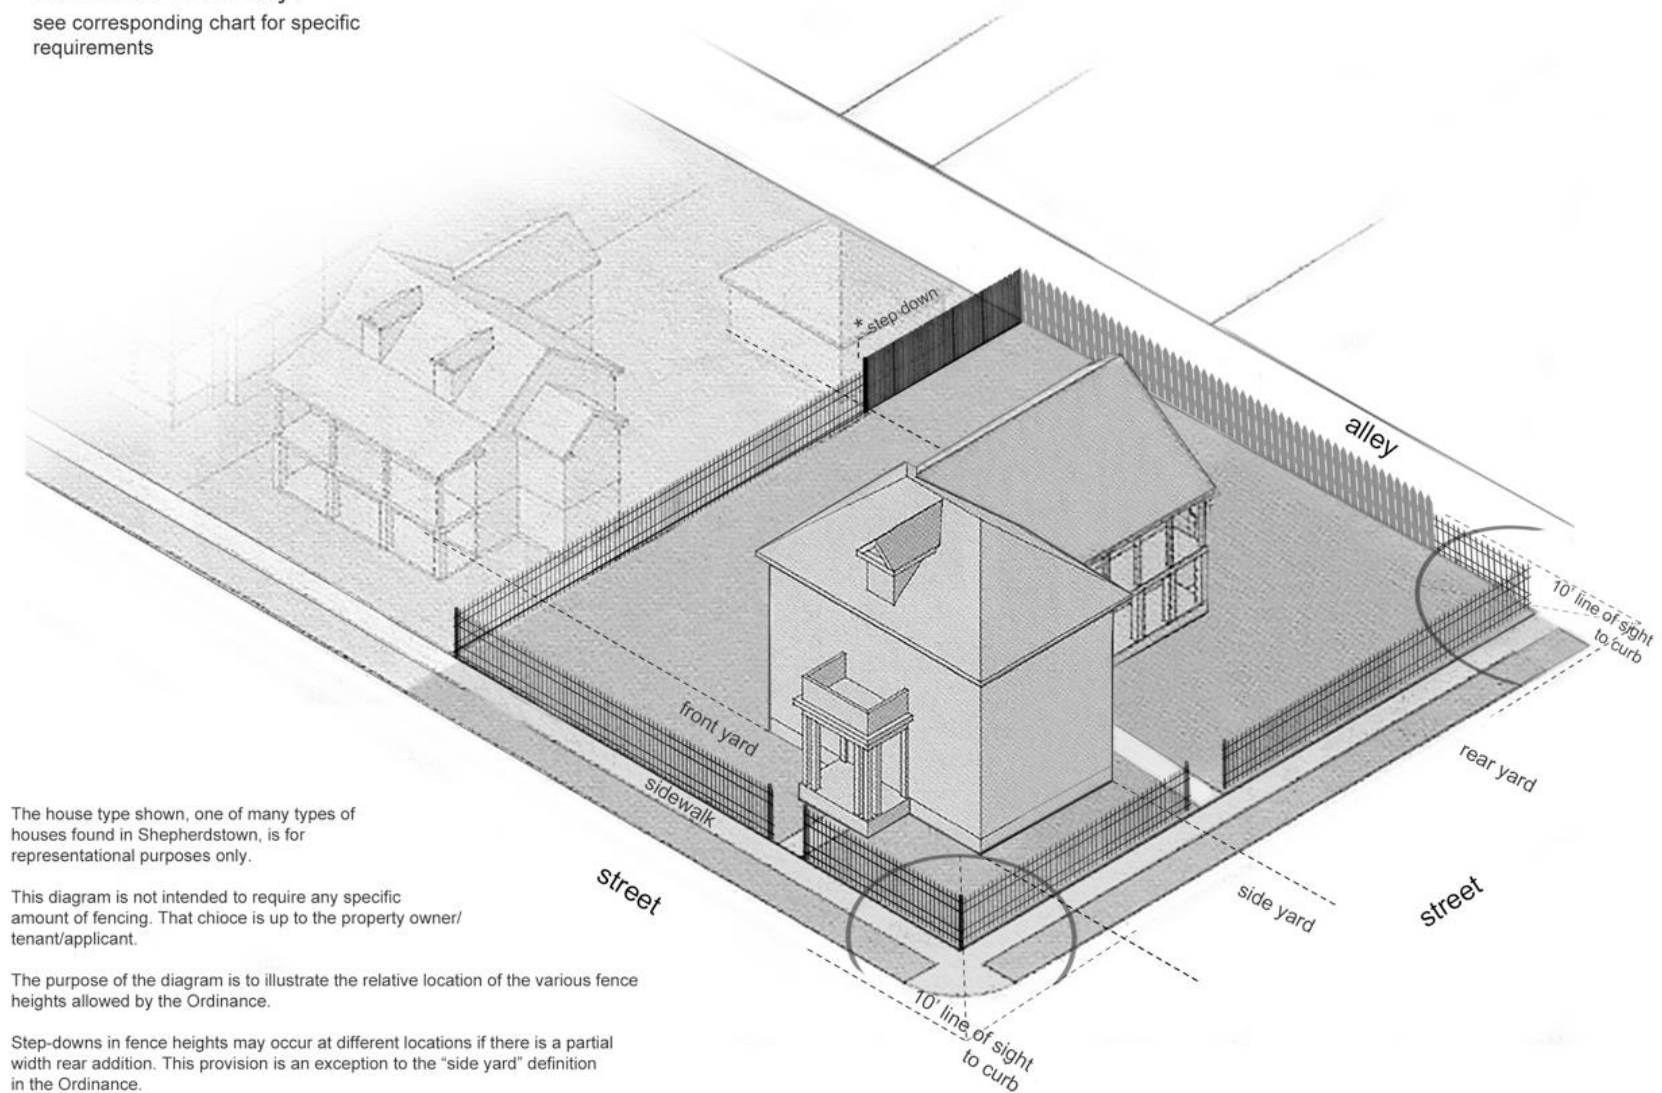 see corresponding chart for specific
requirements
* step down
alley
10' line of sight
to curb
front yard
sidewalk
rear yard
street
side yard
street
The house type shown, one of many types of
houses found in Shepherdstown, is for
representational purposes only.
This diagram is not intended to require any specific
amount of fencing. That chioce is up to the property owner/
tenant/applicant.
The purpose of the diagram is to illustrate the relative location of the various fence
heights allowed by the Ordinance.
Step-downs in fence heights may occur at different locations if there is a partial
width rear addition. This provision is an exception to the “side yard” definition
in the Ordinance.
10' line of sight
to curb